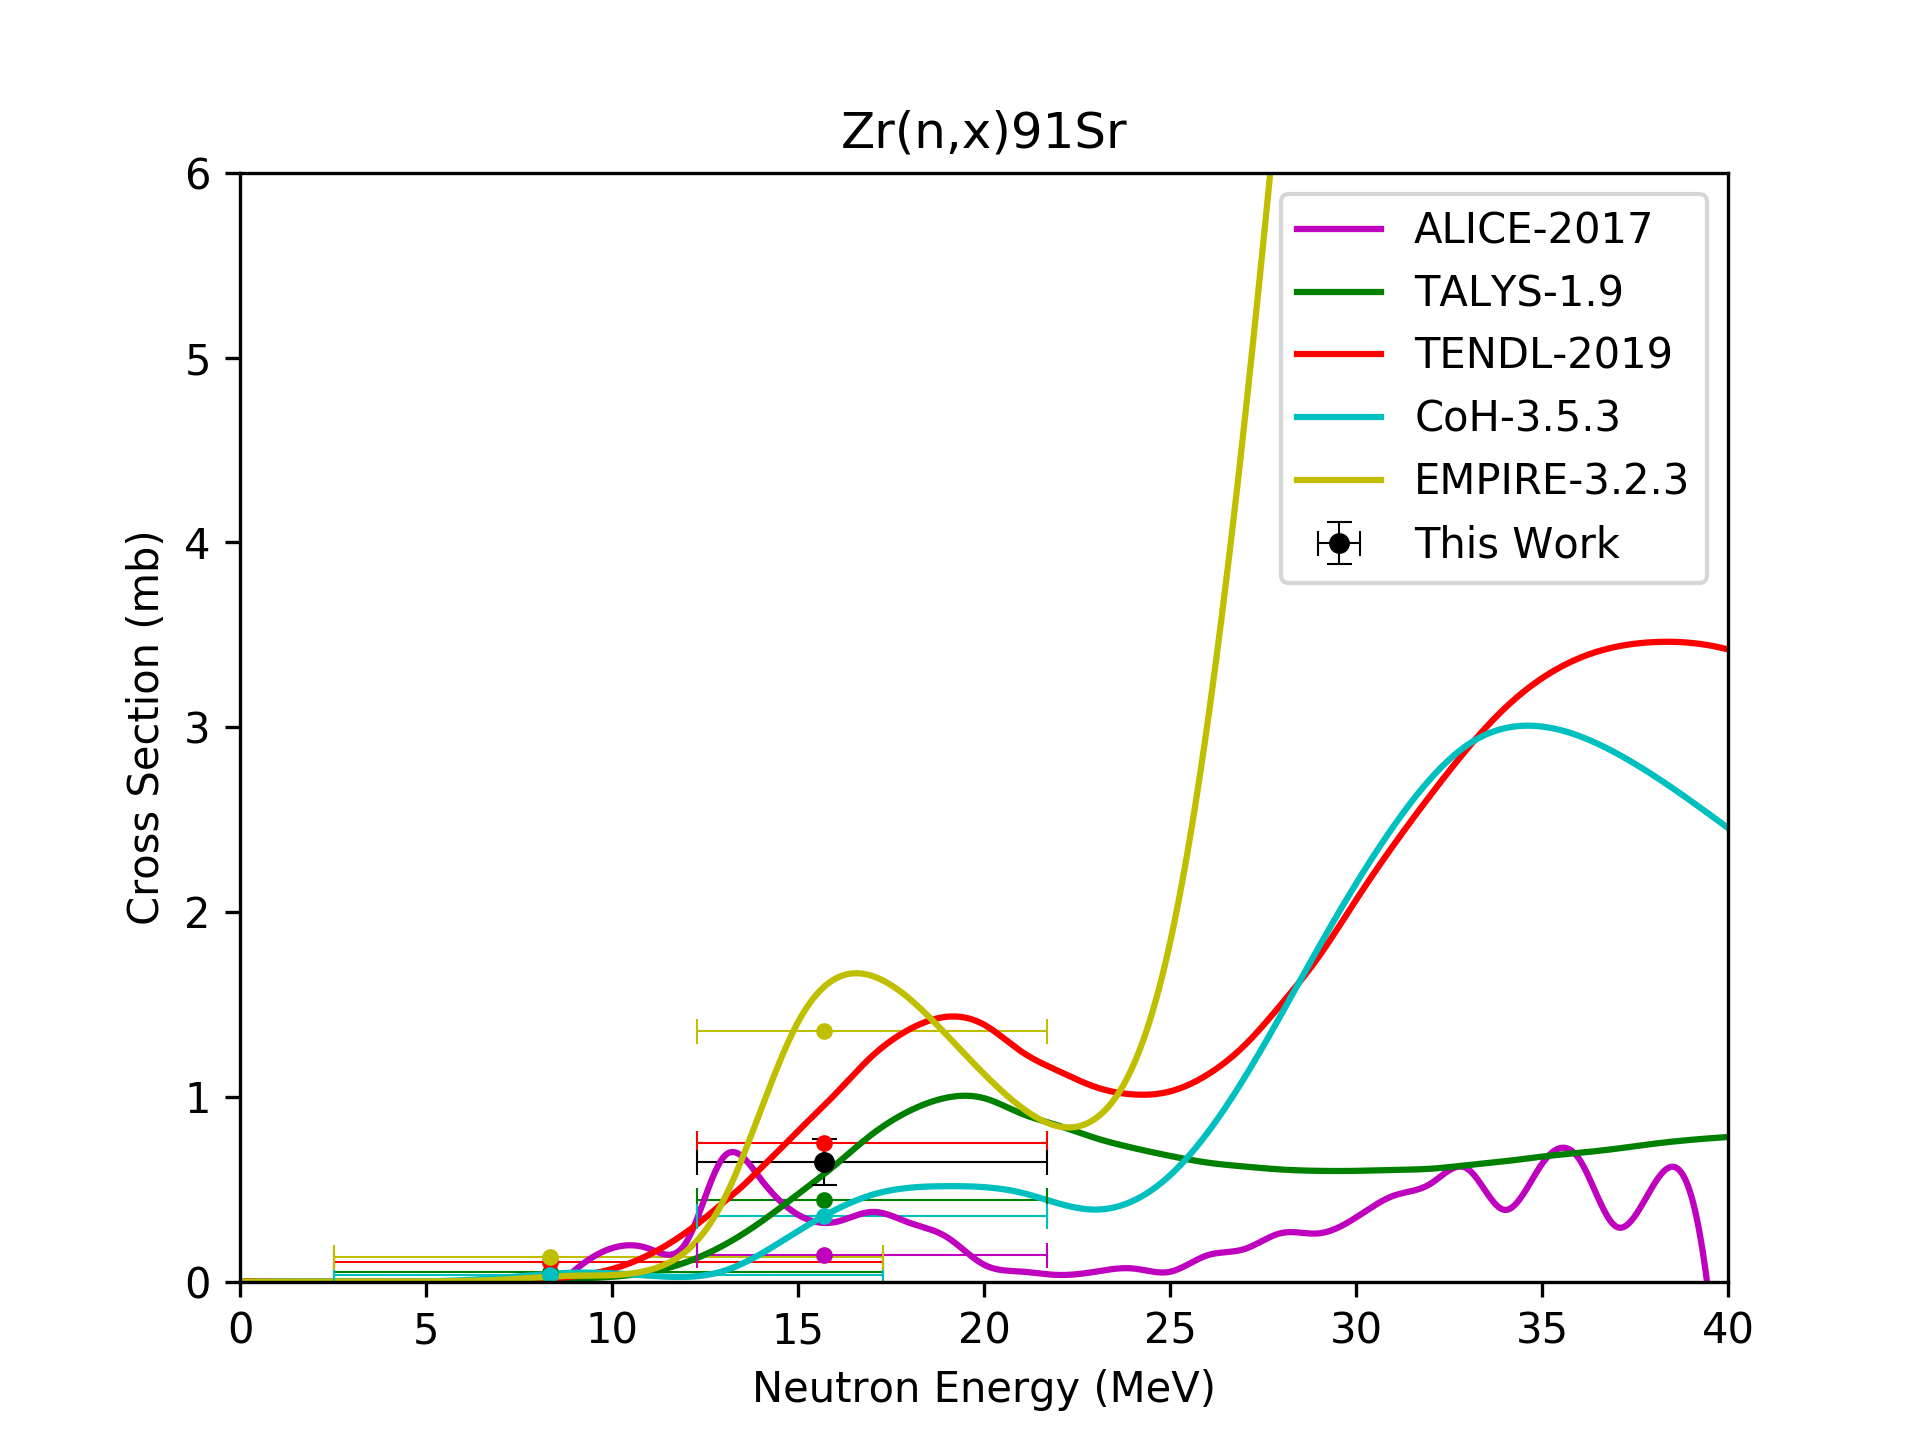 Zr(n,x)91Sr
6
5
4
3
2
1
0
Cross Section (mb)
ALICE-2017
TALYS-1.9
TENDL-2019
CoH-3.5.3
EMPIRE-3.2.3
This Work
0 5 10 15 20 25 30 35 40
Neutron Energy (MeV)